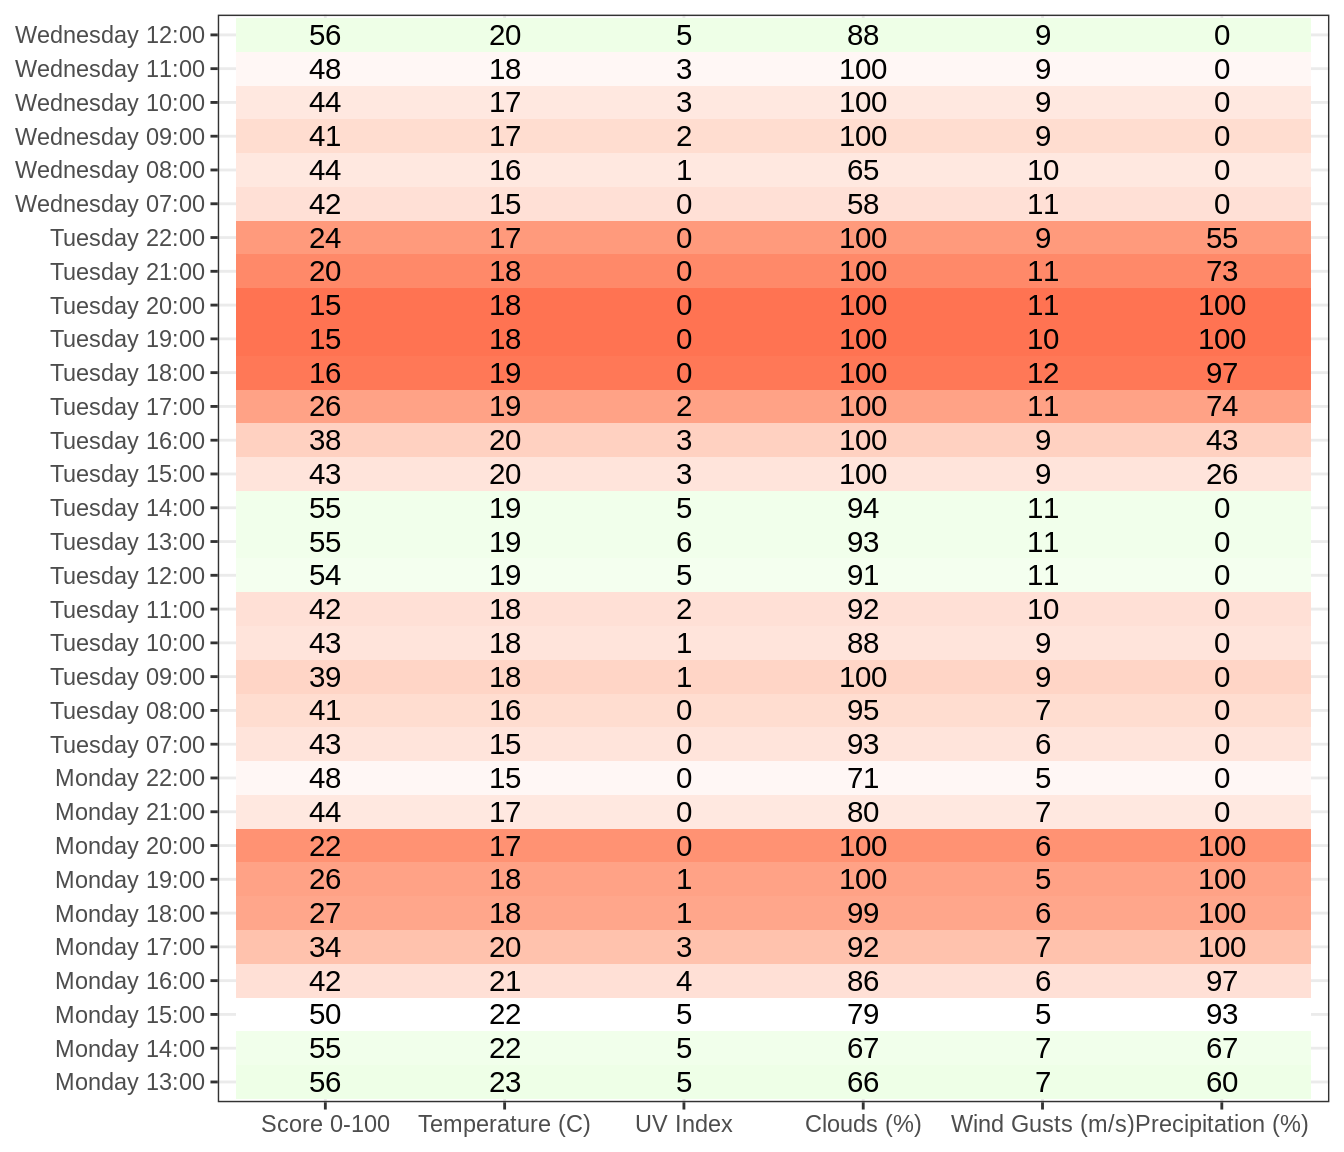 Wednesday 12:00 56 20 5 88 9 0
Wednesday 11:00 48 18 3 100 9 0
Wednesday 10:00 44 17 3 100 9 0
Wednesday 09:00 41 17 2 100 9 0
Wednesday 08:00 44 16 1 65 10 0
Wednesday 07:00 42 15 0 58 11 0
Tuesday 22:00 24 17 0 100 9 55
Tuesday 21:00 20 18 0 100 11 73
Tuesday 20:00 15 18 0 100 11 100
Tuesday 19:00 15 18 0 100 10 100
Tuesday 18:00 16 19 0 100 12 97
Tuesday 17:00 26 19 2 100 11 74
Tuesday 16:00 38 20 3 100 9 43
Tuesday 15:00 43 20 3 100 9 26
Tuesday 14:00 55 19 5 94 11 0
Tuesday 13:00 55 19 6 93 11 0
Tuesday 12:00 54 19 5 91 11 0
Tuesday 11:00 42 18 2 92 10 0
Tuesday 10:00 43 18 1 88 9 0
Tuesday 09:00 39 18 1 100 9 0
Tuesday 08:00 41 16 0 95 7 0
Tuesday 07:00 43 15 0 93 6 0
Monday 22:00 48 15 0 71 5 0
Monday 21:00 44 17 0 80 7 0
Monday 20:00 22 17 0 100 6 100
Monday 19:00 26 18 1 100 5 100
Monday 18:00 27 18 1 99 6 100
Monday 17:00 34 20 3 92 7 100
Monday 16:00 42 21 4 86 6 97
Monday 15:00 50 22 5 79 5 93
Monday 14:00 55 22 5 67 7 67
Monday 13:00 56 23 5 66 7 60
Score 0-100 Temperature (C) UV Index Clouds (%) Wind Gusts (m/s) Precipitation (%)